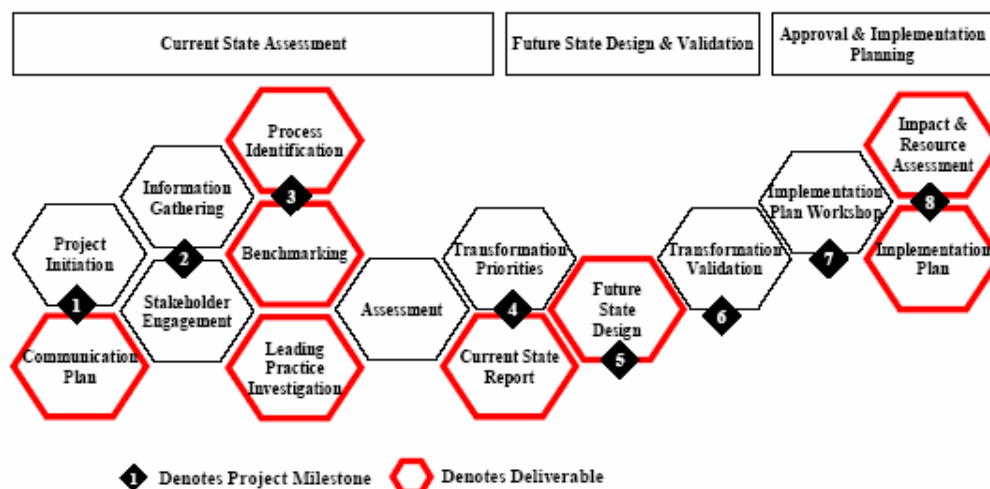 Current State Assessment
Future State Design & Validation
Approval & Implementation
Planning
Process
Identification
3
Information
Gathering
2
Project
Initiation
1
Communication
Plan
Stakeholder
Engagement
Benchmarking
Leading
Practice
Investigation
Assessment
Transformation
Priorities
4
Current State
Report
Future
State
Design
5
Transformation
Validation
6
Implementation
Plan Workshop
7
Impact &
Resource
Assessment
8
Implementation
Plan
1 Denotes Project Milestone
Denotes Deliverable